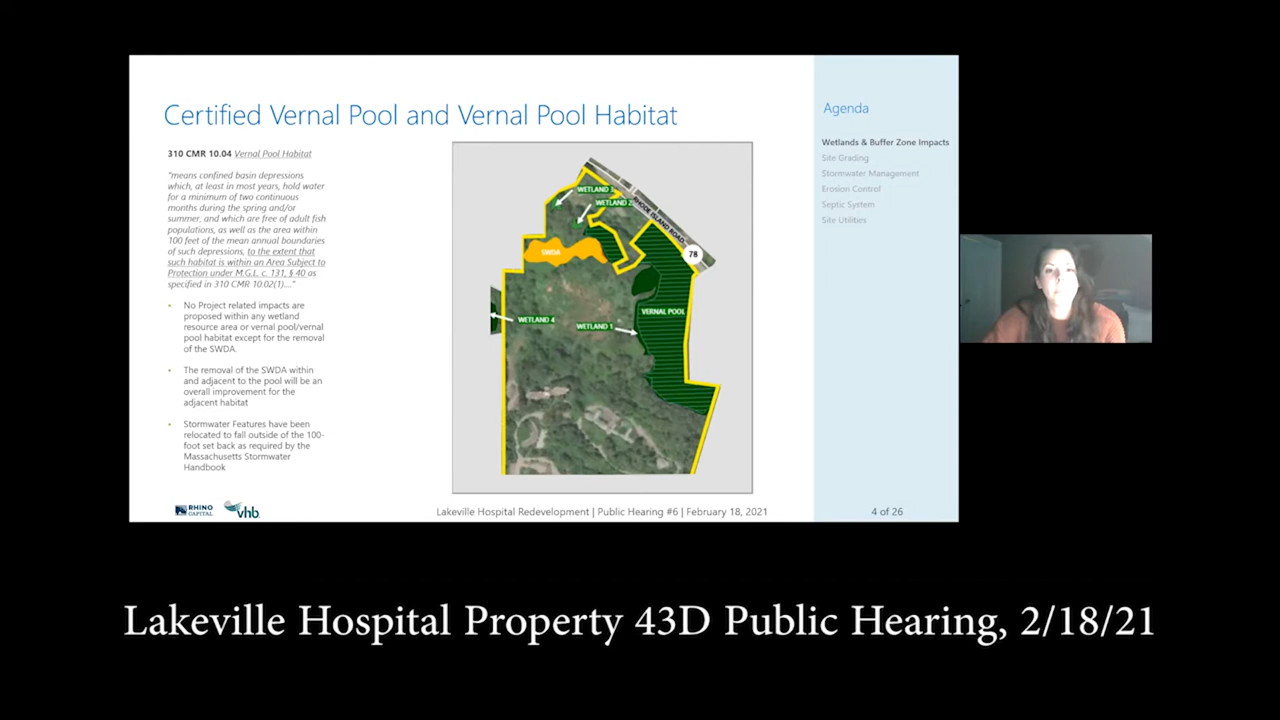 Certified Vernal Pool and Vernal Pool Habitat
310 CMR 10.04 Vernal Pool Habitat
“means confined basin depressions
which, at least in most years, hold water
for a minimum of two continuous
months during the spring and/or
summer, and which are free of adult fish
populations, as well as the area within
100 feet of the mean annual boundaries
of such depressions, to the extent that
such habitat is within an Area Subject to
Protection under M.G.L. c. 131, § 40 as
specified in 310 CMR 10.02(1)....”
• No Project related impacts are
proposed within any wetland
resource area or vernal pool/vernal
pool habitat except for the removal
of the SWDA.
• The removal of the SWDA within
and adjacent to the pool will be an
overall improvement for the
adjacent habitat
• Stormwater Features have been
relocated to fall outside of the 100-
foot set back as required by the
Massachusetts Stormwater
Handbook
WETLAND 3
WETLAND 2
RHODE ISLAND ROAD
SWDA
78
VERNAL POOL
WETLAND 4
WETLAND 1
RHINO
CAPITAL
vhb
Lakeville Hospital Redevelopment | Public Hearing #6 | February 18, 2021
Agenda
Wetlands & Buffer Zone Impacts
Site Grading
Stormwater Management
Erosion Control
Septic System
Site Utilities
4 of 26
Lakeville Hospital Property 43D Public Hearing, 2/18/21